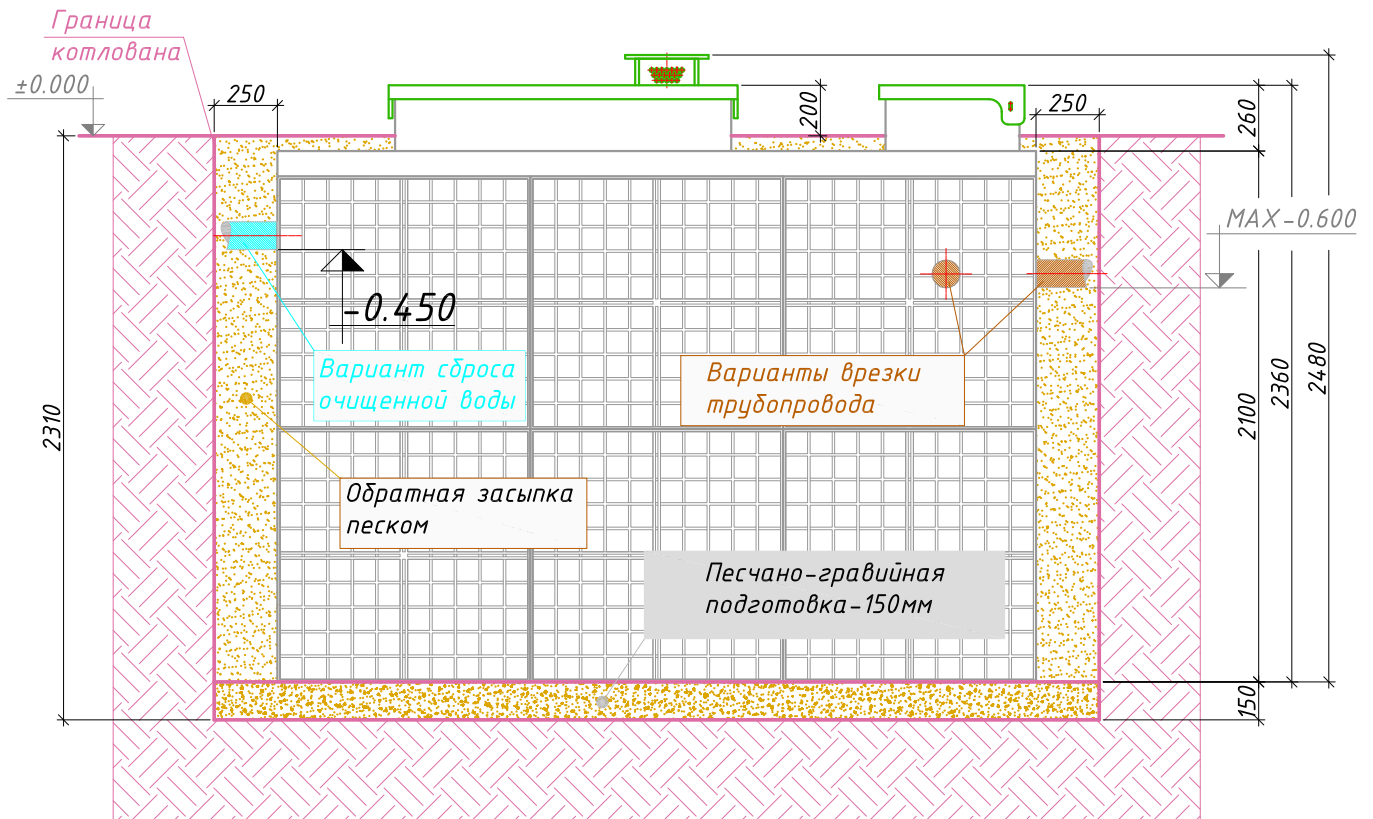 Граница
котлована
±0.000
250
200
250
260
MAX-0.600
-0.450
Вариант сброса
очищенной воды
Варианты врезки
трубопровода
2310
2100
2360
2480
Обратная засыпка
песком
Песчано-гравийная
подготовка-150мм
150